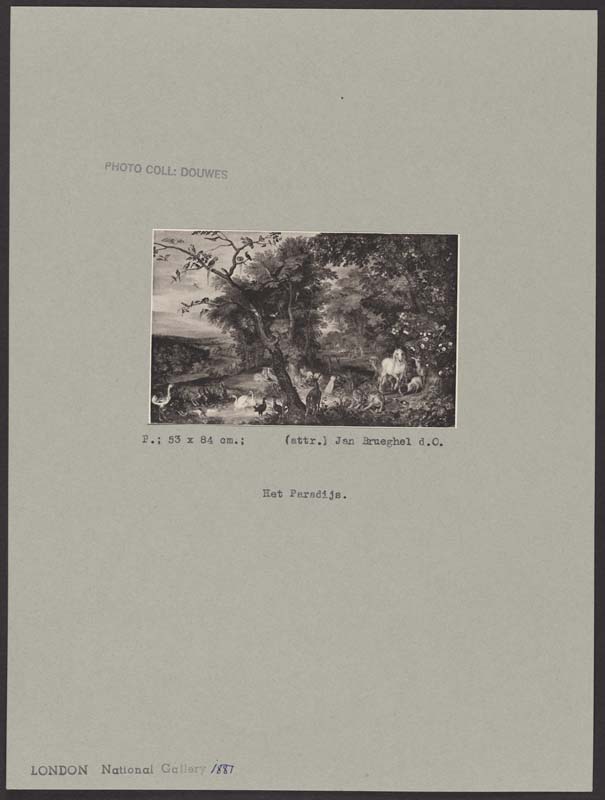 PHOTO COLL: DOUWES
P.; 53 x 84 cm.; (attr.) Jan Brueghel d.O.
Het Paradijs.
LONDON National Gallery 1887